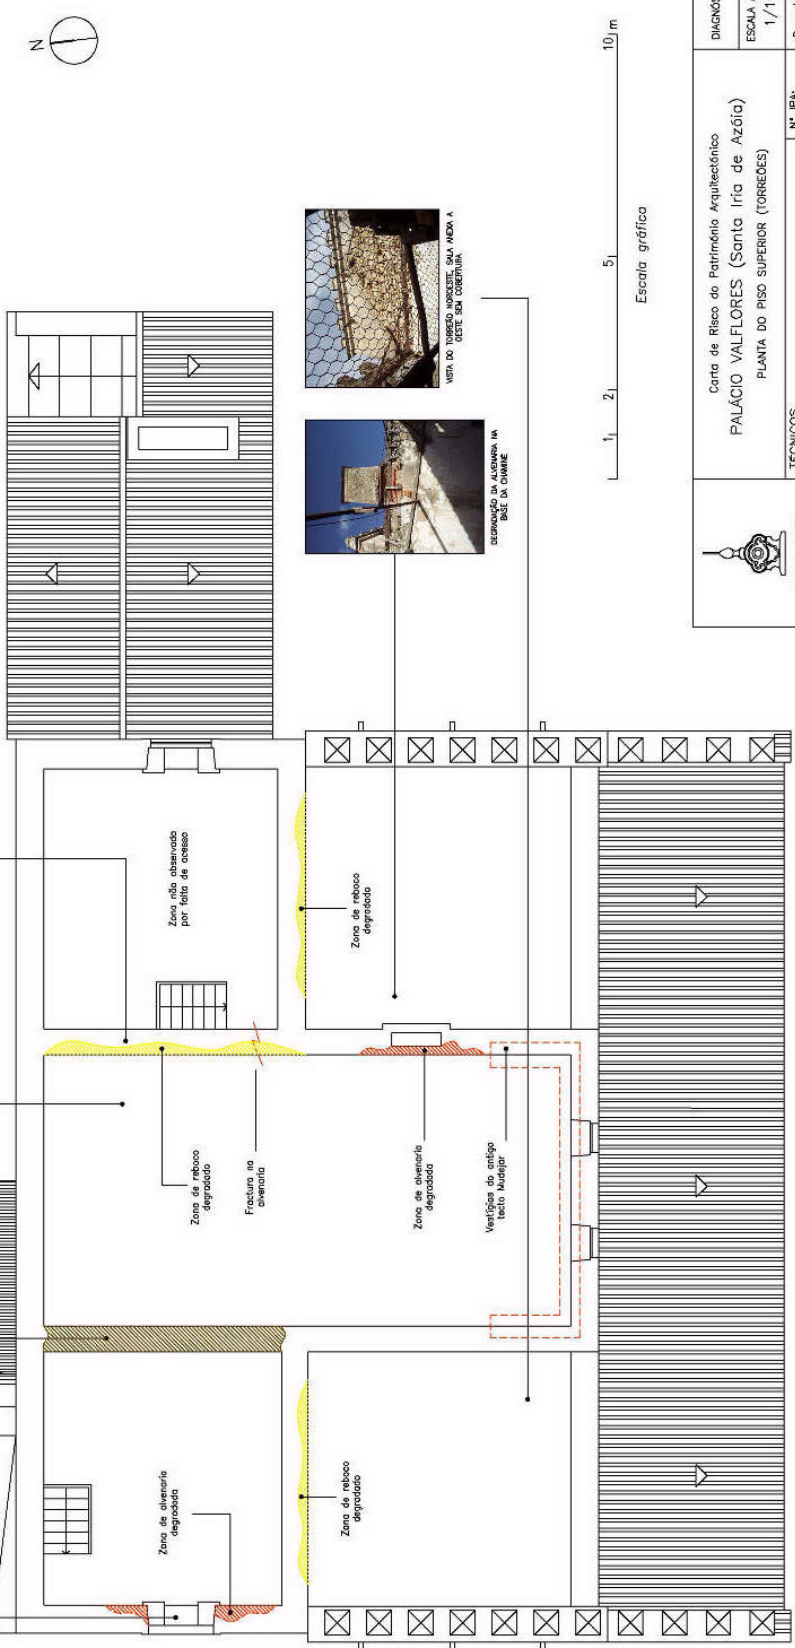 N
VISTA DO TORREÃO NOROESTE, SALA ANEXA A
OESTE SEM COBERTURA
DEGRADAÇÃO DA ALVENARIA NA
BASE DA CHAMINÉ
1
2
5
10 m
Escala gráfica
Zona não observada
por falta de acesso
Zona de reboco
degradado
Zona de reboco
degradado
Fractura na
alvenaria
Zona de alvenaria
degradada
Vestígios do antigo
tecto Mudejar
Zona de alvenaria
degradada
Zona de reboco
degradado
Carta de Risco do Património Arquitectónico
PALÁCIO VALFLORES (Santa Iria de Azóia)
PLANTA DO PISO SUPERIOR (TORREÕES)
TÉCNICOS
Nº IPA:
ESCALA
1/1